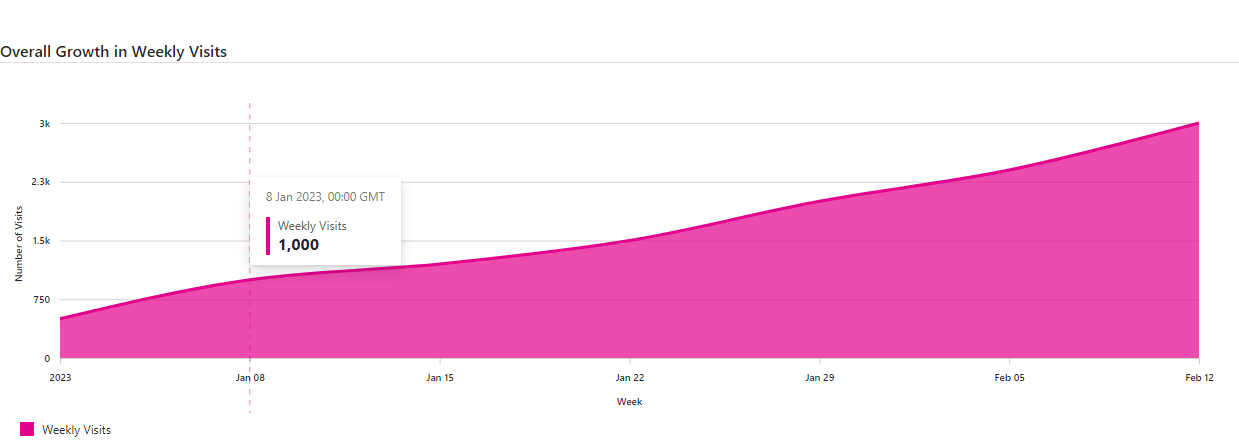 Overall Growth in Weekly Visits
3k
2.3k
1.5k
750
0
Number of Visits
8 Jan 2023, 00:00 GMT
Weekly Visits
1,000
2023 Jan 08 Jan 15 Jan 22 Jan 29 Feb 05 Feb 12
Week
Weekly Visits